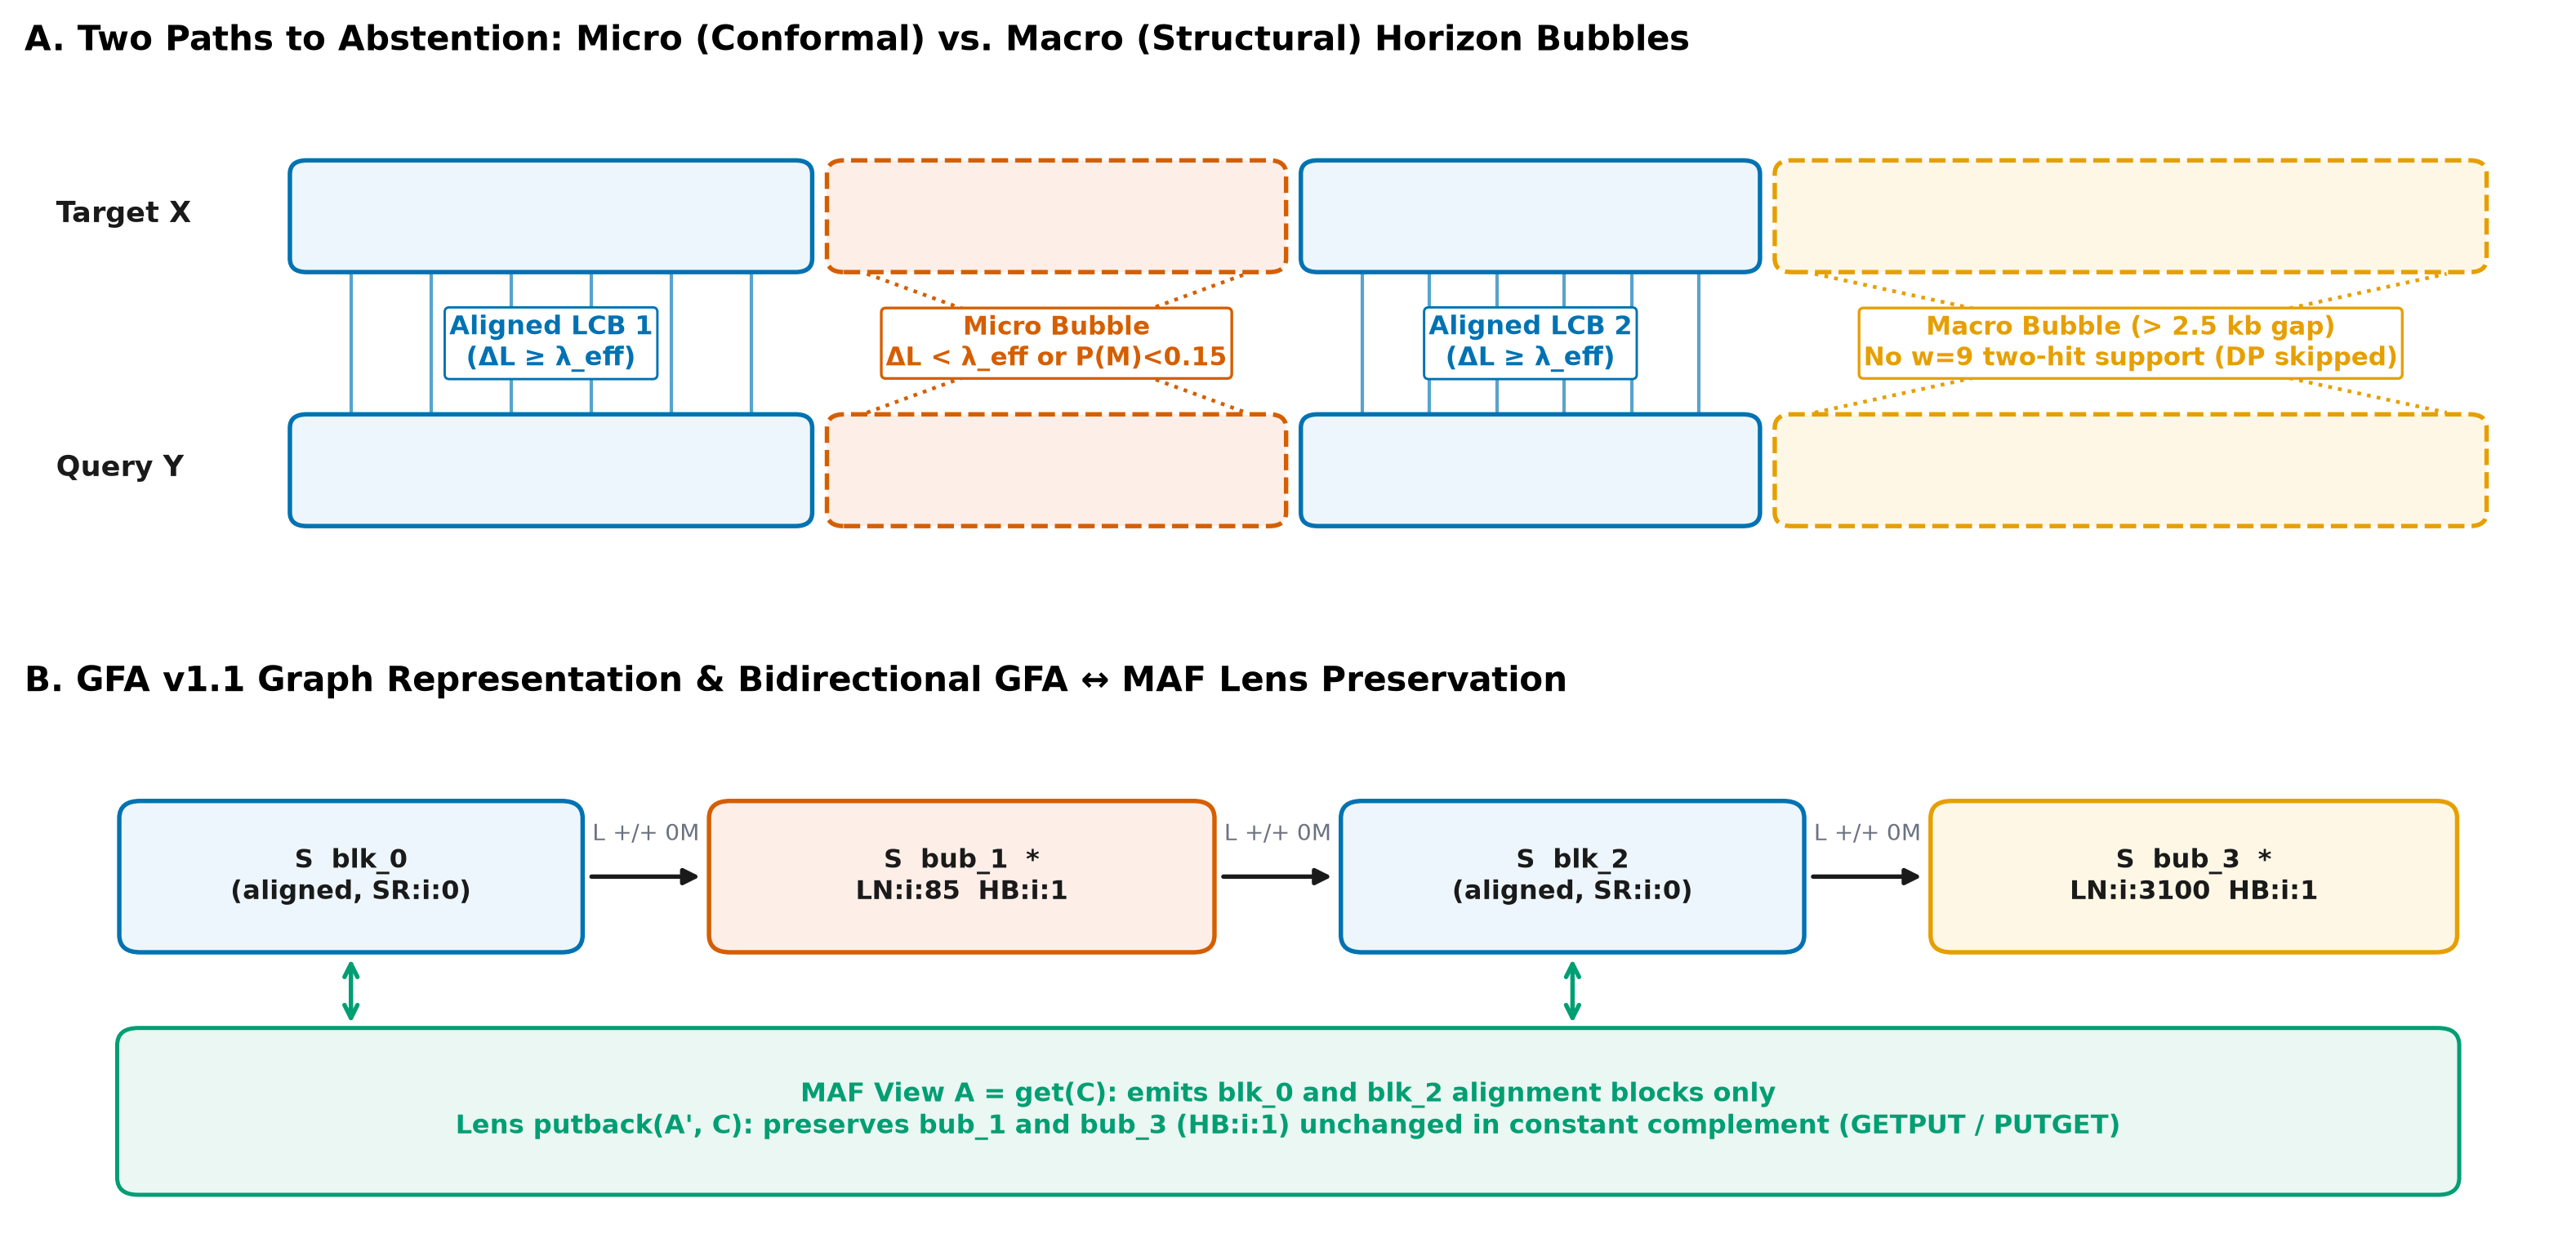 A. Two Paths to Abstention: Micro (Conformal) vs. Macro (Structural) Horizon Bubbles
Target X
Aligned LCB 1
(ΔL ≥ λ_eff)
Micro Bubble
ΔL < λ_eff or P(M)<0.15
Aligned LCB 2
(ΔL ≥ λ_eff)
Macro Bubble (> 2.5 kb gap)
No w=9 two-hit support (DP skipped)
Query Y
B. GFA v1.1 Graph Representation & Bidirectional GFA ↔ MAF Lens Preservation
S blk_0
(aligned, SR:i:0)
L +/+ 0M
S bub_1 *
LN:i:85 HB:i:1
L +/+ 0M
S blk_2
(aligned, SR:i:0)
L +/+ 0M
S bub_3 *
LN:i:3100 HB:i:1
MAF View A = get(C): emits blk_0 and blk_2 alignment blocks only
Lens putback(A', C): preserves bub_1 and bub_3 (HB:i:1) unchanged in constant complement (GETPUT / PUTGET)